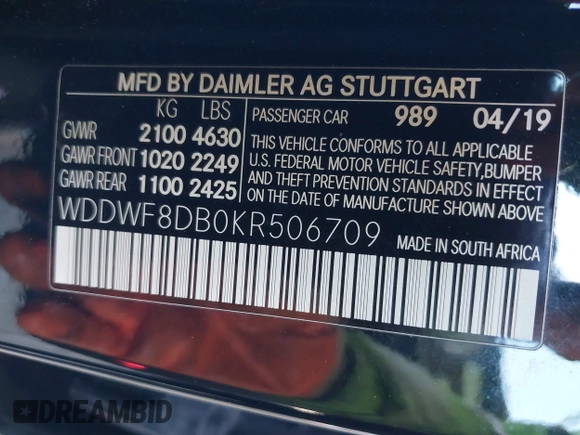 MFD BY DAIMLER AG STUTTGART
KG LBS
GVWR 2100 4630
GAWR FRONT 1020 2249
GAWR REAR 1100 2425
PASSENGER CAR 989 04/19
THIS VEHICLE CONFORMS TO ALL APPLICABLE
U.S. FEDERAL MOTOR VEHICLE SAFETY,BUMPER
AND THEFT PREVENTION STANDARDS IN EFFECT
ON THE DATE OF MANUFACTURE SHOWN ABOVE.
WDDWF8DB0KR506709 MADE IN SOUTH AFRICA
DREAMBID